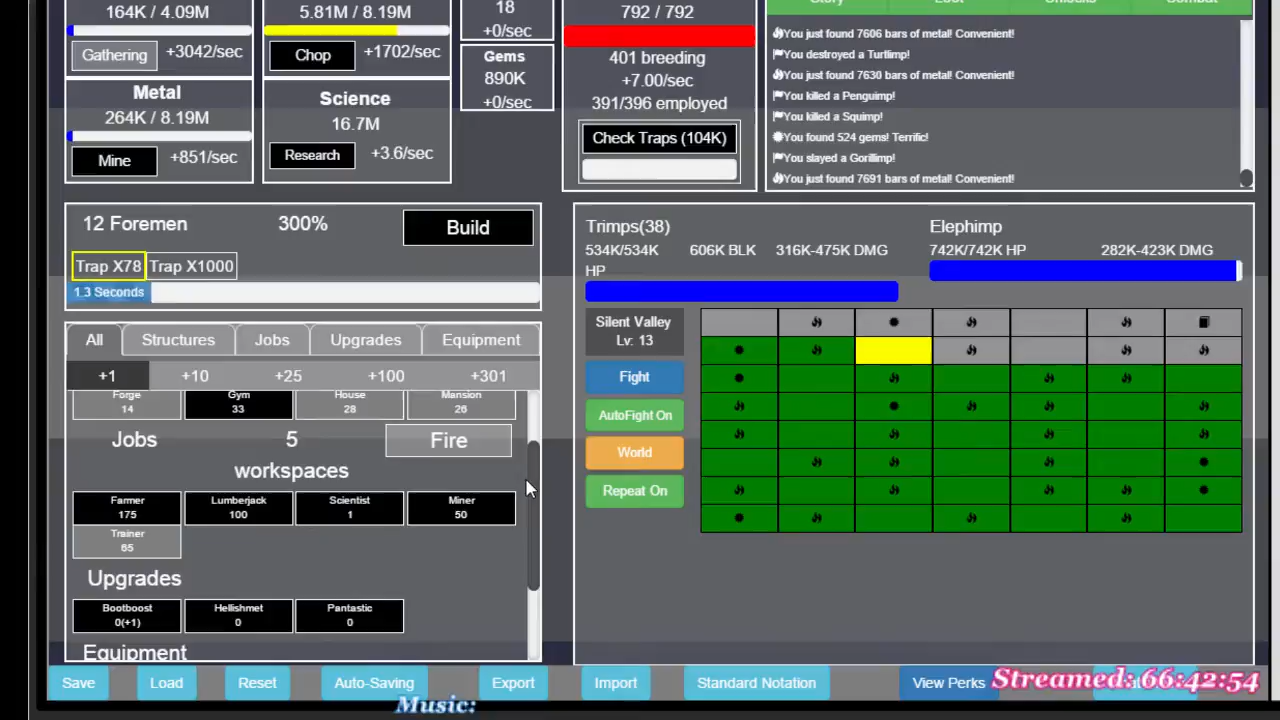 164K / 4.09M
Gathering +3042/sec
5.81M / 8.19M
Chop +1702/sec
18
+0/sec
Gems
890K
+0/sec
Metal
264K / 8.19M
Mine +851/sec
Science
16.7M
Research +3.6/sec
792 / 792
401 breeding
+7.00/sec
391/396 employed
Check Traps (104K)
Story Loot Unlocks Combat
You just found 7606 bars of metal! Convenient!
You destroyed a Turtlimp!
You just found 7630 bars of metal! Convenient!
You killed a Penguimp!
You killed a Squimp!
You found 524 gems! Terrific!
You slayed a Gorillimp!
You just found 7691 bars of metal! Convenient!
12 Foremen 300% Build
Trap X78 Trap X1000
1.3 Seconds
All Structures Jobs Upgrades Equipment
+1 +10 +25 +100 +301
Forge Gym House Mansion
14 33 28 26
Jobs 5 Fire
workspaces
Farmer Lumberjack Scientist Miner
175 100 1 50
Trainer
65
Upgrades
Bootboost Hellishmet Pantastic
0(+1) 0 0
Equipment
Trimps(38)
534K/534K HP 606K BLK 316K-475K DMG
Elephimp
742K/742K HP 282K-423K DMG
Silent Valley
Lv: 13
Fight
AutoFight On
World
Repeat On
Save Load Reset Auto-Saving Export Import Standard Notation View Perks
Streamed: 66:42:54
Music: